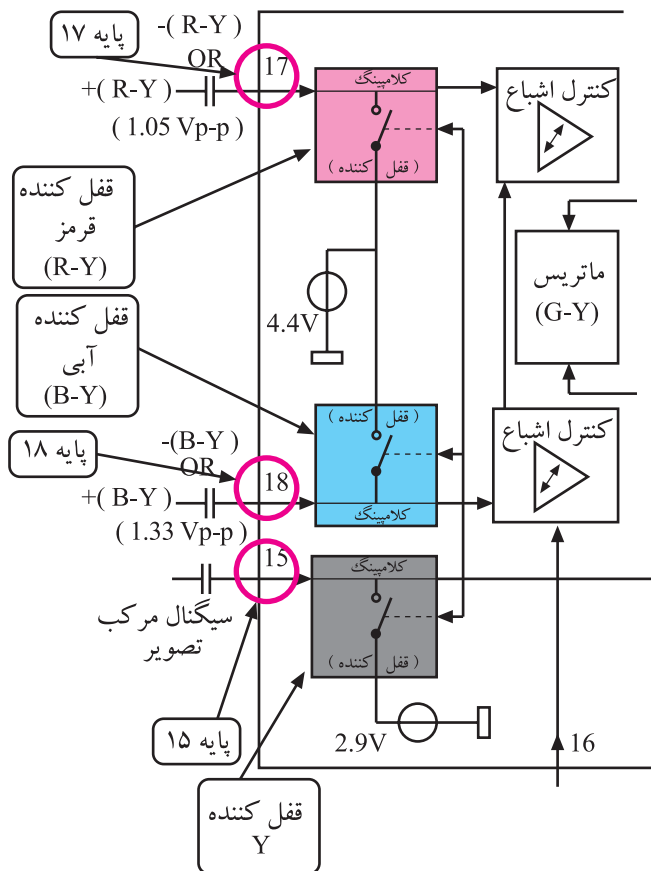 -(R-Y)
پایه ۱۷
OR
17
+( R-Y )
( 1.05 Vp-p )
کلامپینگ
( قفل کننده )
کنترل اشباع
قفل کننده
قرمز
(R-Y)
4.4V
ماتریس
(G-Y)
قفل کننده
آبی
(B-Y)
-(B-Y)
پایه ۱۸
OR
18
+( B-Y )
( 1.33 Vp-p )
( قفل کننده )
کلامپینگ
کنترل اشباع
15
کلامپینگ
( قفل کننده )
سیگنال مرکب
تصویر
2.9V
16
پایه ۱۵
قفل کننده
Y